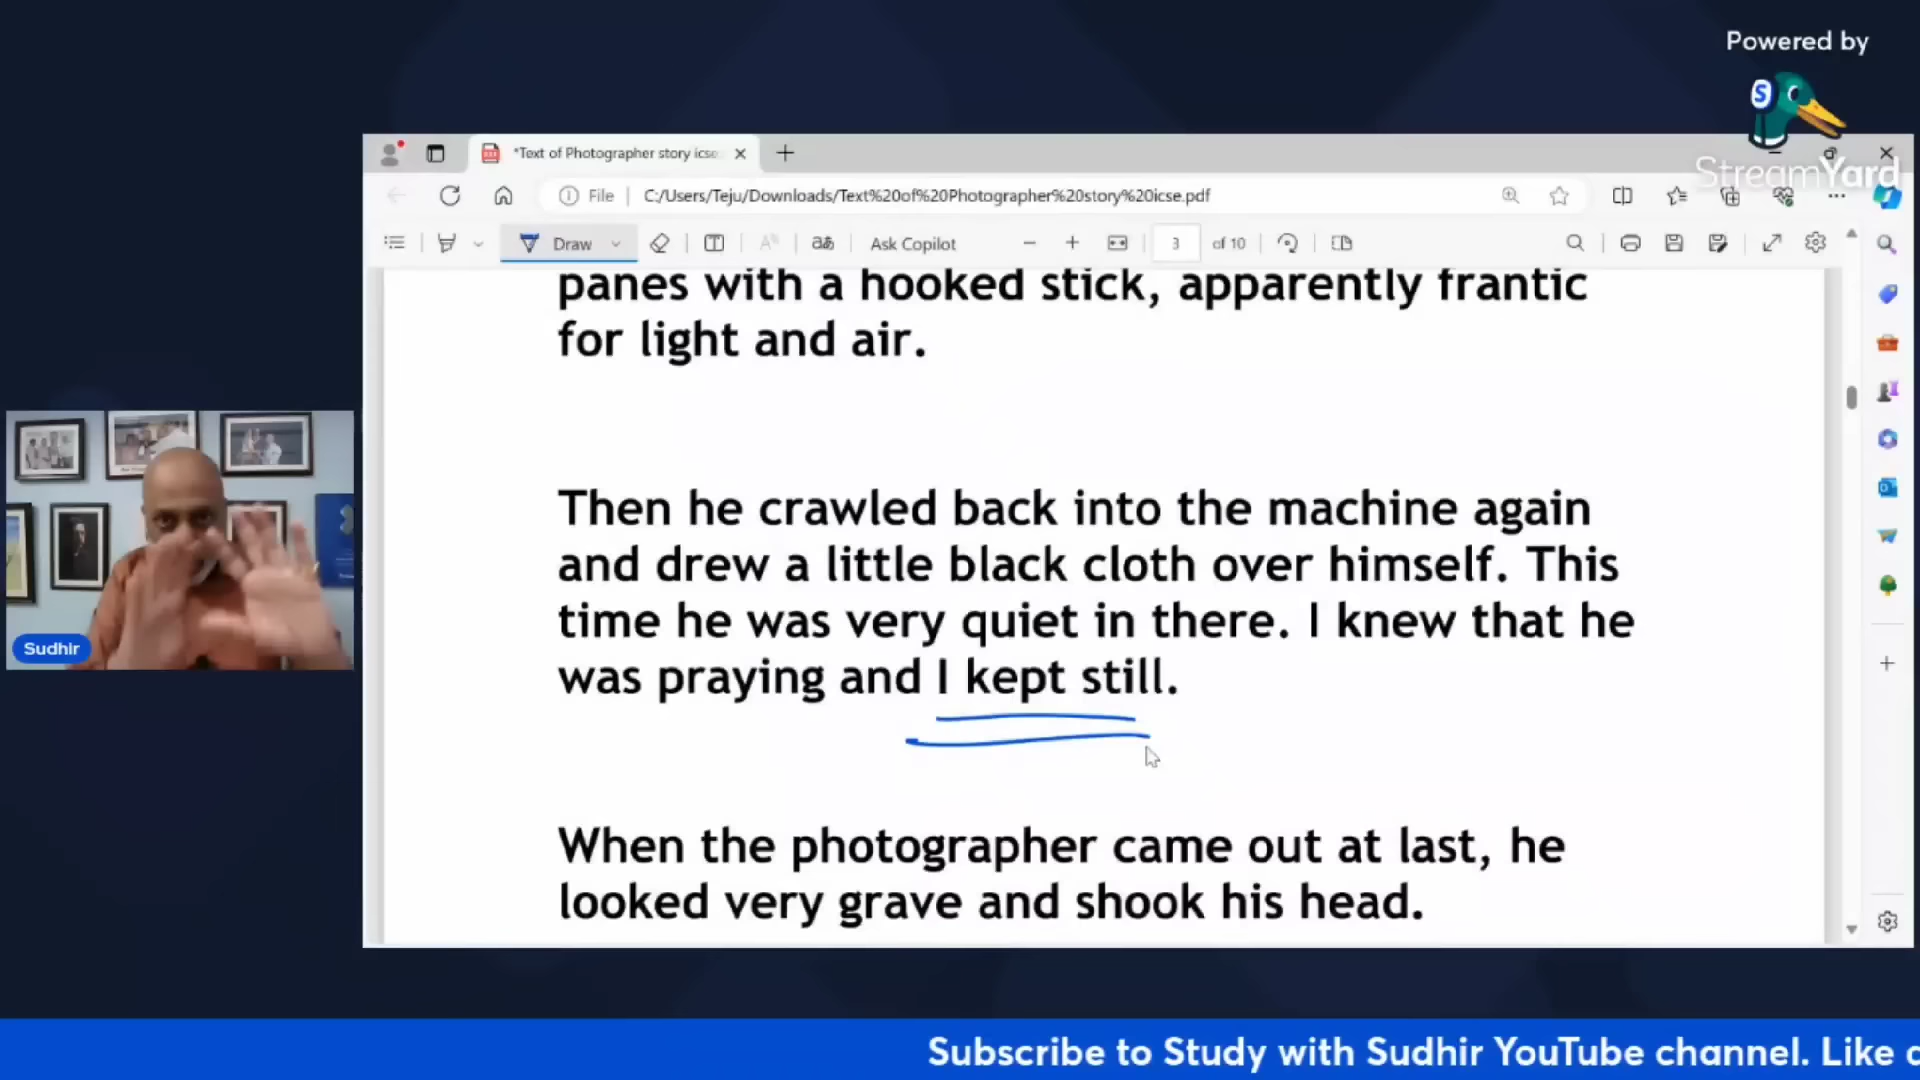 Powered by
StreamYard
*Text of Photographer story icse
File
C:/Users/Teju/Downloads/Text%20of%20Photographer%20story%20icse.pdf
Draw
Ask Copilot
3 of 10
panes with a hooked stick, apparently frantic
for light and air.
Then he crawled back into the machine again
and drew a little black cloth over himself. This
time he was very quiet in there. I knew that he
was praying and I kept still.
When the photographer came out at last, he
looked very grave and shook his head.
Sudhir
Subscribe to Study with Sudhir YouTube channel. Like